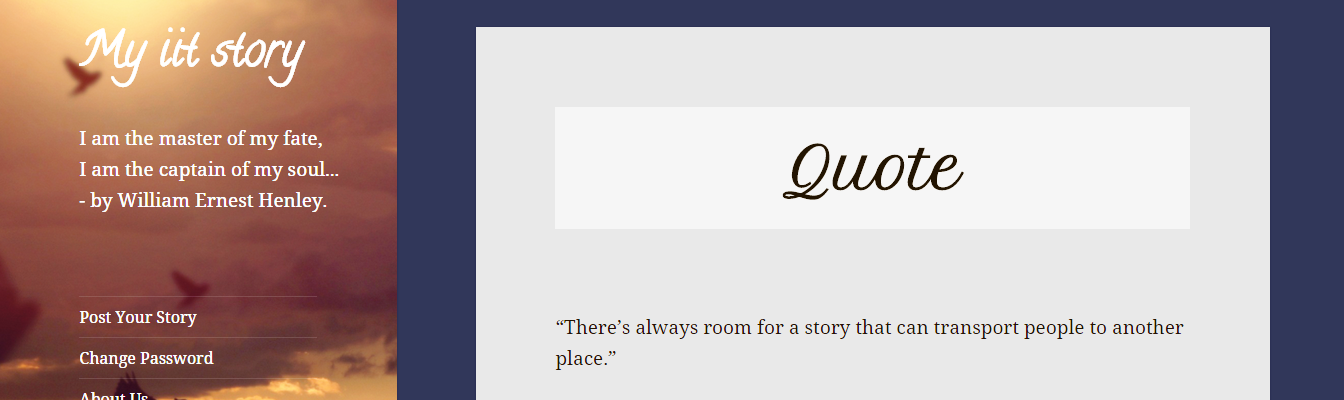 My iit story
I am the master of my fate,
I am the captain of my soul...
- by William Ernest Henley.
Post Your Story
Change Password
About Us
Quote
“There’s always room for a story that can transport people to another
place.”